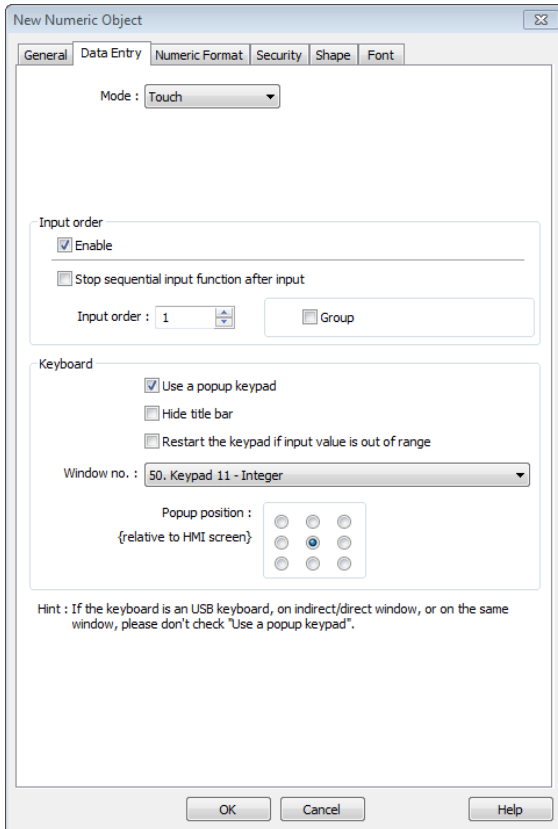 New Numeric Object
General Data Entry Numeric Format Security Shape Font
Mode : Touch
Input order
Enable
Stop sequential input function after input
Input order : 1 Group
Keyboard
Use a popup keypad
Hide title bar
Restart the keypad if input value is out of range
Window no. : 50. Keypad 11 - Integer
Popup position :
{relative to HMI screen}
Hint : If the keyboard is an USB keyboard, on indirect/direct window, or on the same
window, please don't check "Use a popup keypad".
OK Cancel Help